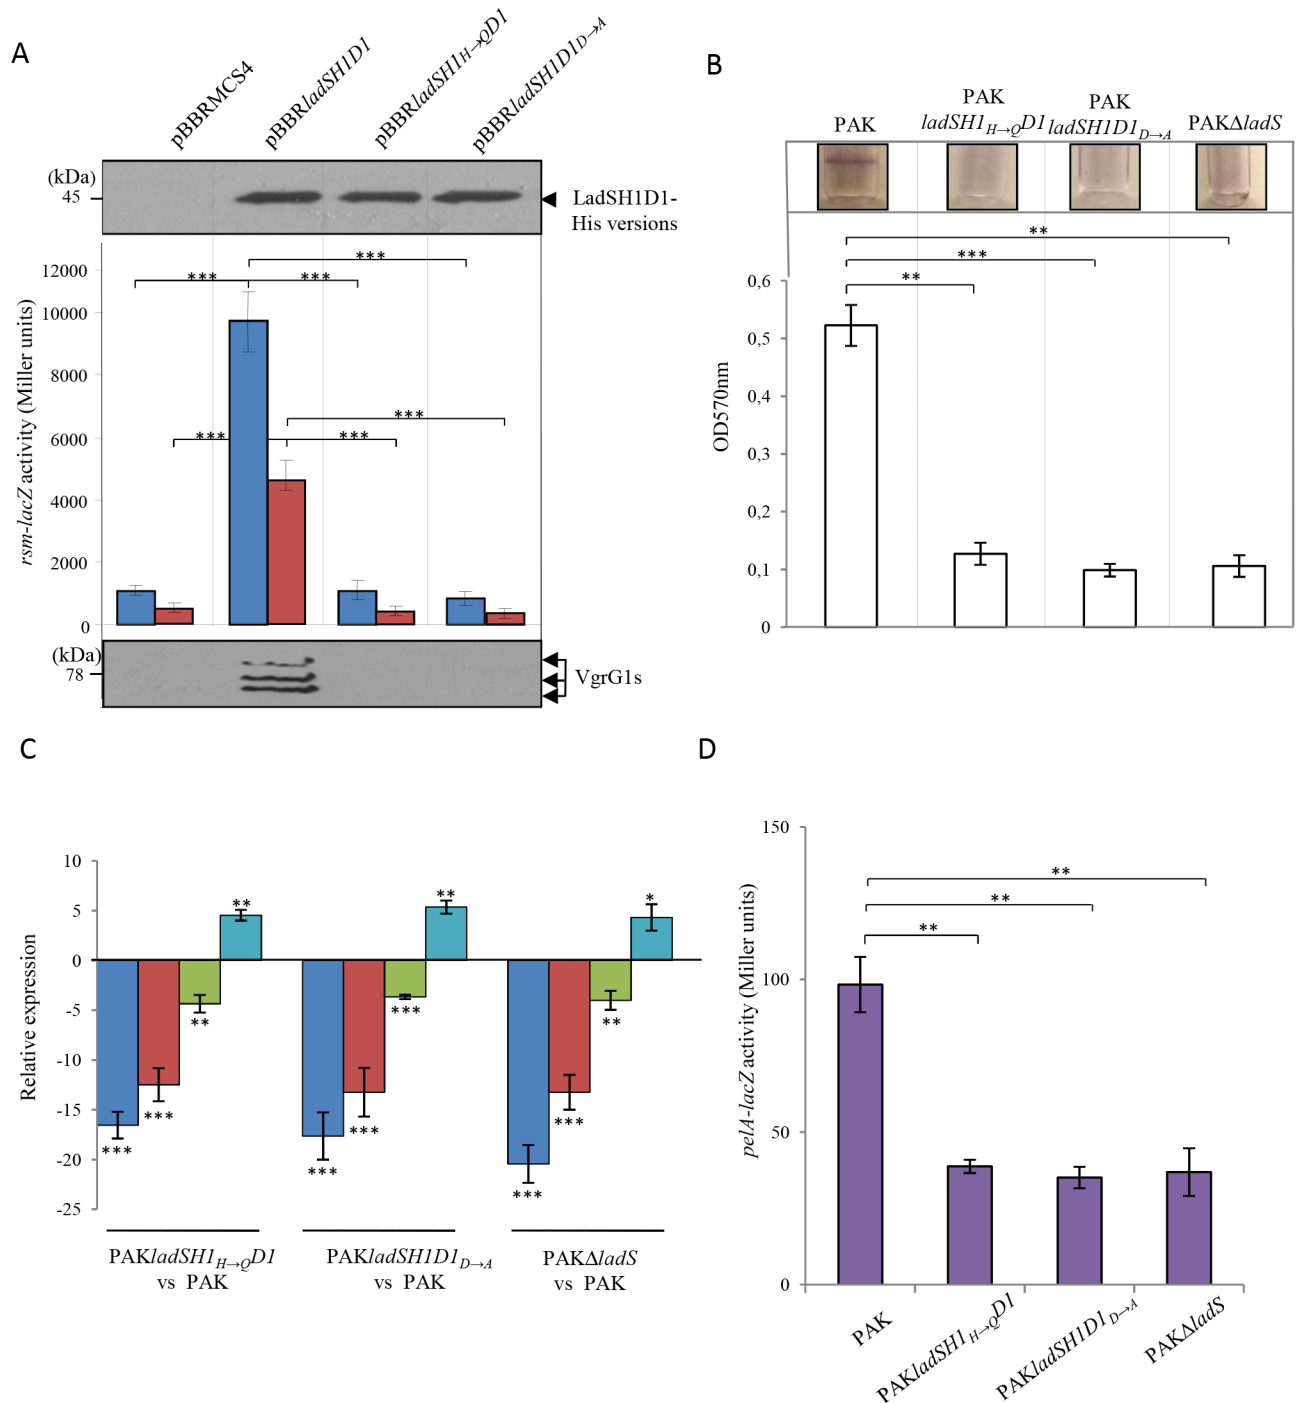 A
pBBRMCS4
pBBRladSH1D1
pBBRladSH1H→QD1
pBBRladSH1D1D→A
(kDa)
45
LadSH1D1-
His versions
12000
10000
8000
6000
4000
2000
0
rsm-lacZ activity (Miller units)
***
***
***
***
***
***
(kDa)
78
VgrG1s
B
PAK
PAK
ladSH1H→QD1
PAK
ladSH1D1D→A
PAKΔladS
**
***
**
0,6
0,5
0,4
0,3
0,2
0,1
0
OD570nm
C
10
5
0
-5
-10
-15
-20
-25
Relative expression
**
**
*
**
***
**
***
***
***
***
***
***
PAKladSH1H→QD1
vs PAK
PAKladSH1D1D→A
vs PAK
PAKΔladS
vs PAK
D
150
100
50
0
pelA-lacZ activity (Miller units)
**
**
**
PAK
PAKladSH1H→QD1
PAKladSH1D1D→A
PAKΔladS